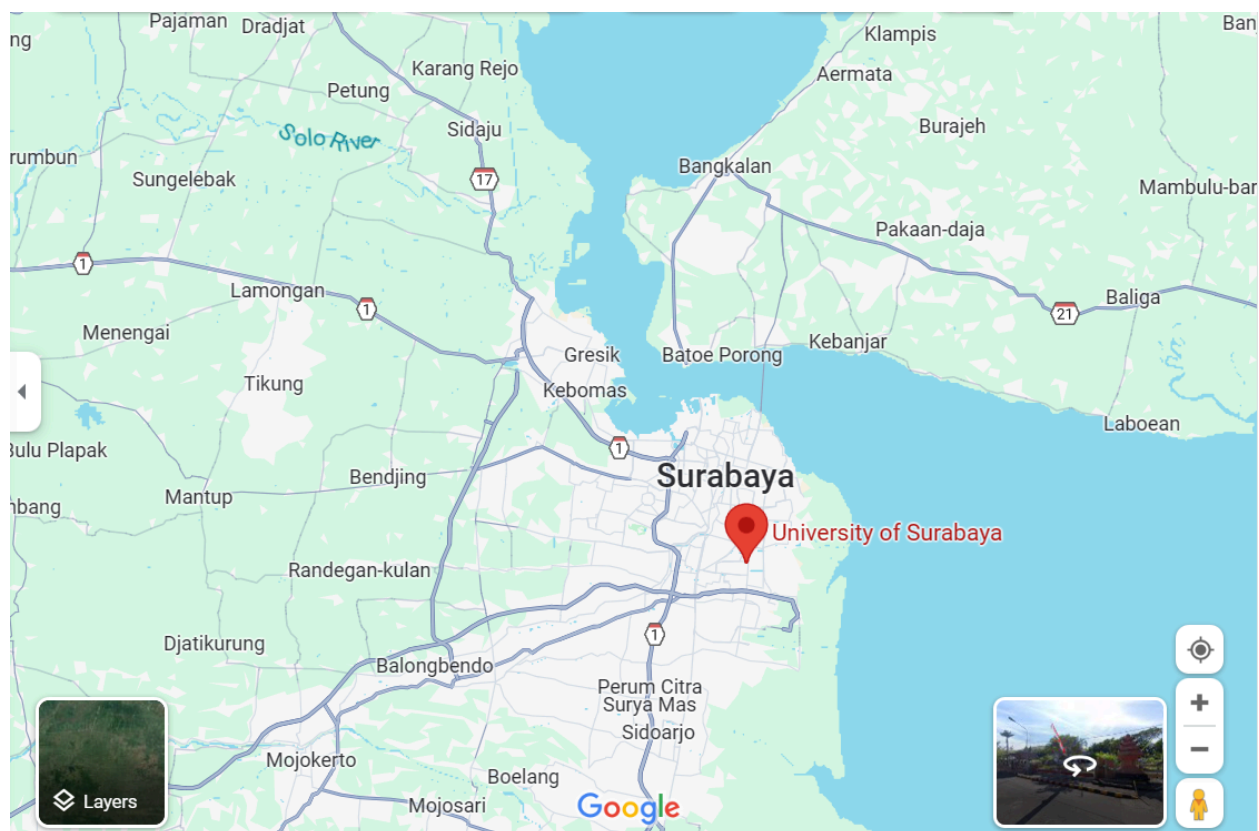 Pajaman
Dradjat
Klampis
Ban
ng
Karang Rejo
Aermata
Petung
Solo River
Sidaju
Burajeh
rumbun
Bangkalan
Sungelebak
17
Mambulu-bar
Pakaan-daja
1
Lamongan
1
Baliga
21
Menengai
Gresik
Batoe Porong
Kebanjar
Tikung
Kebomas
Laboean
Bulu Plapak
1
Bendjing
Surabaya
Mantup
nbang
University of Surabaya
Randegan-kulan
1
Djatikurung
Balongbendo
Perum Citra
Surya Mas
Sidoarjo
Mojokerto
Boelang
Layers
Mojosari
Google